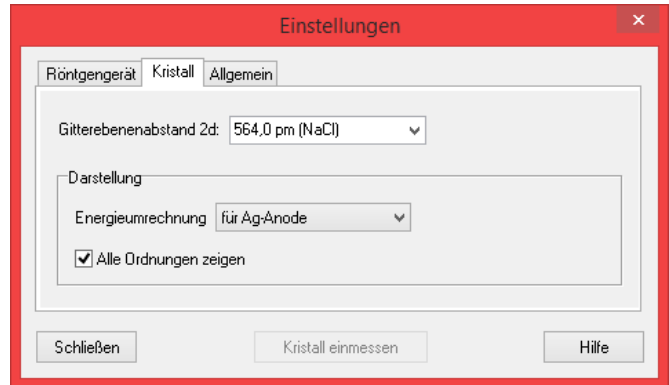 Einstellungen
Röntgengerät Kristall Allgemein
Gitterebenenabstand 2d: 564,0 pm (NaCl)
Darstellung
Energieumrechnung für Ag-Anode
Alle Ordnungen zeigen
Schließen Kristall einmessen Hilfe